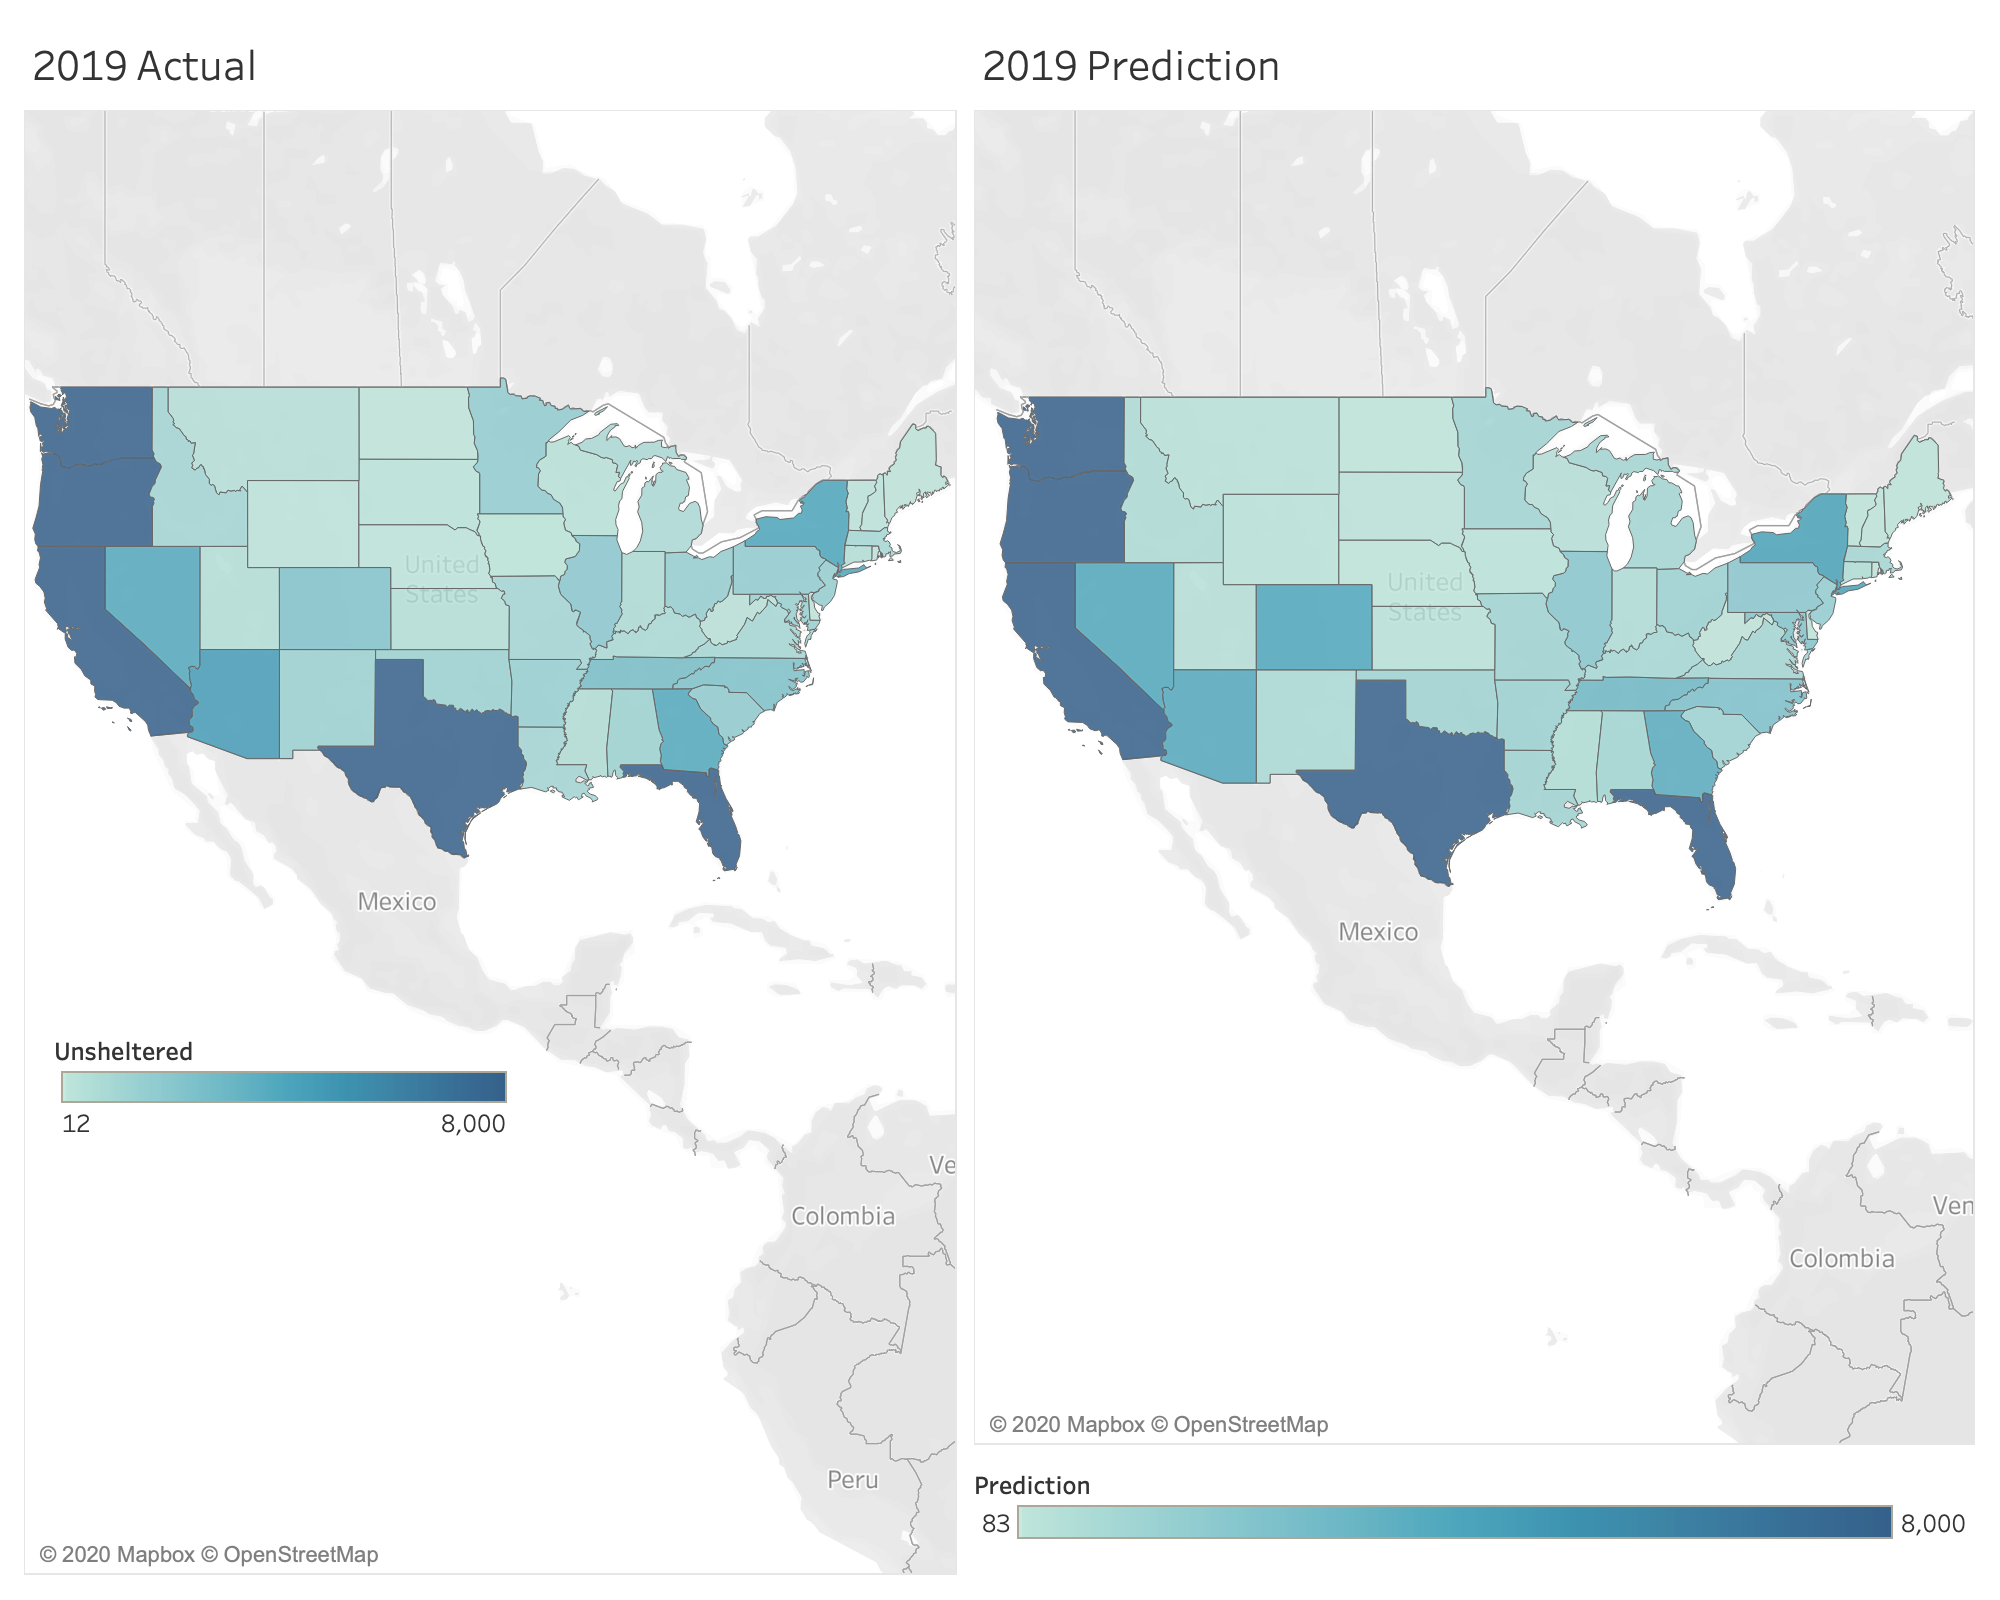 2019 Actual
United
States
Mexico
Unsheltered
12
8,000
Ve
Colombia
Peru
© 2020 Mapbox © OpenStreetMap
2019 Prediction
United
States
Mexico
Ven
Colombia
© 2020 Mapbox © OpenStreetMap
Prediction
83
8,000